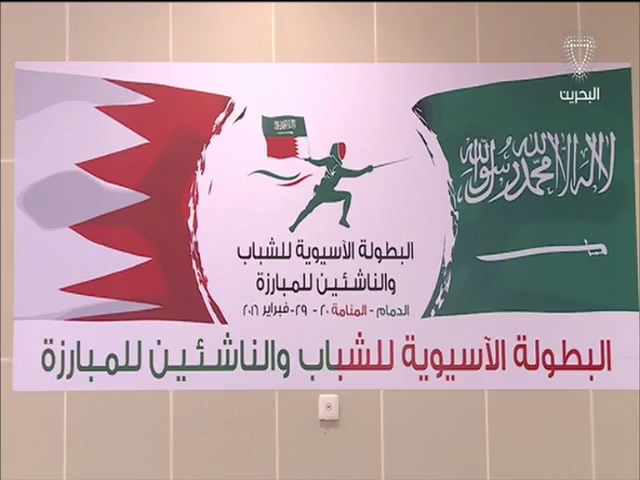 البحرين
لا إله إلا الله محمد رسول الله
البطولة الآسيوية للشباب
والناشئين للمبارزة
الدمام - المنامة ٢٠ - ٢٩ - فبراير ٢٠١٦
البطولة الآسيوية للشباب والناشئين للمبارزة